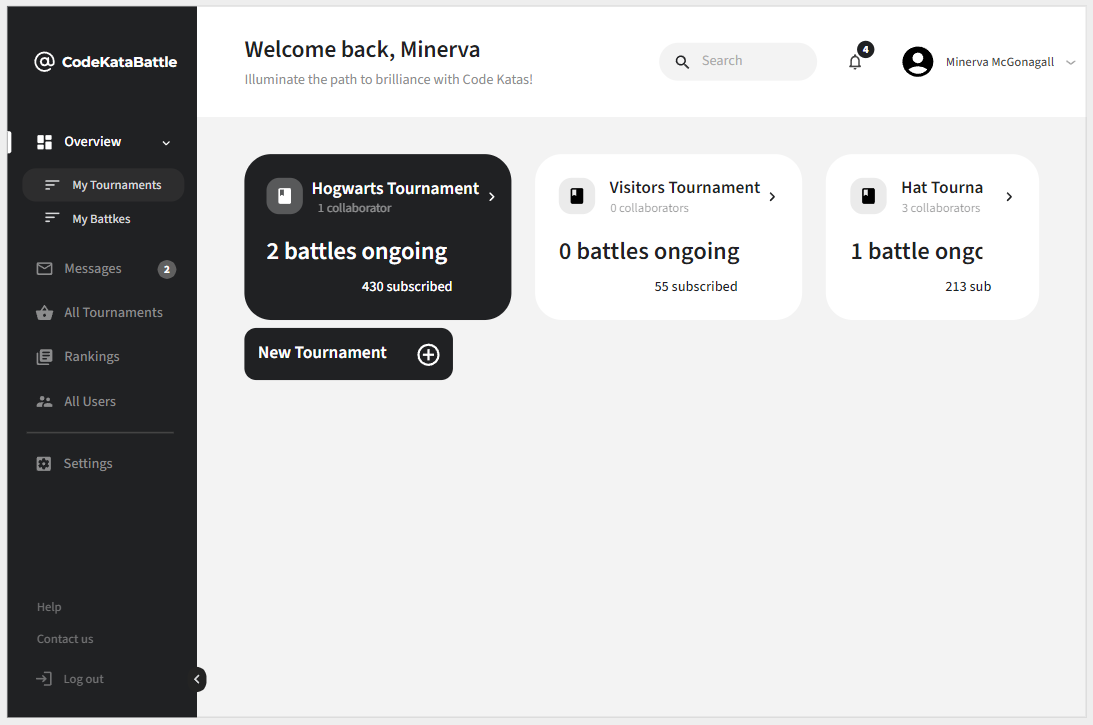 @ CodeKataBattle
Overview
My Tournaments
My Battkes
Messages
2
All Tournaments
Rankings
All Users
Settings
Help
Contact us
Log out
Welcome back, Minerva
Illuminate the path to brilliance with Code Katas!
Search
4
Minerva McGonagall
Hogwarts Tournament
1 collaborator
2 battles ongoing
430 subscribed
Visitors Tournament
0 collaborators
0 battles ongoing
55 subscribed
Hat Tourna
3 collaborators
1 battle ongc
213 sub
New Tournament